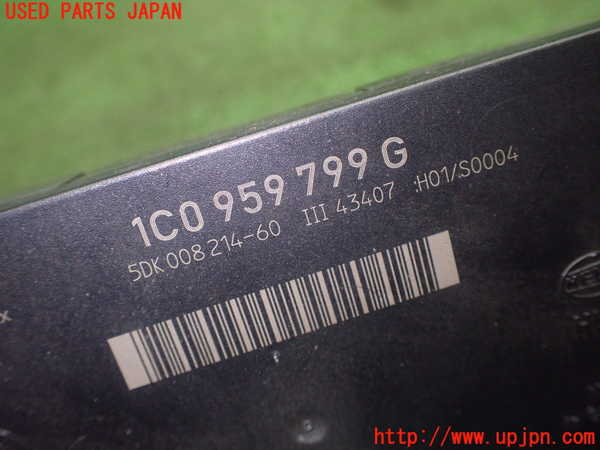 USED PARTS JAPAN
1C0 959 799 G
5DK 008 214-60 III 43407 :H01/S0004
x
http://www.upjpn.com